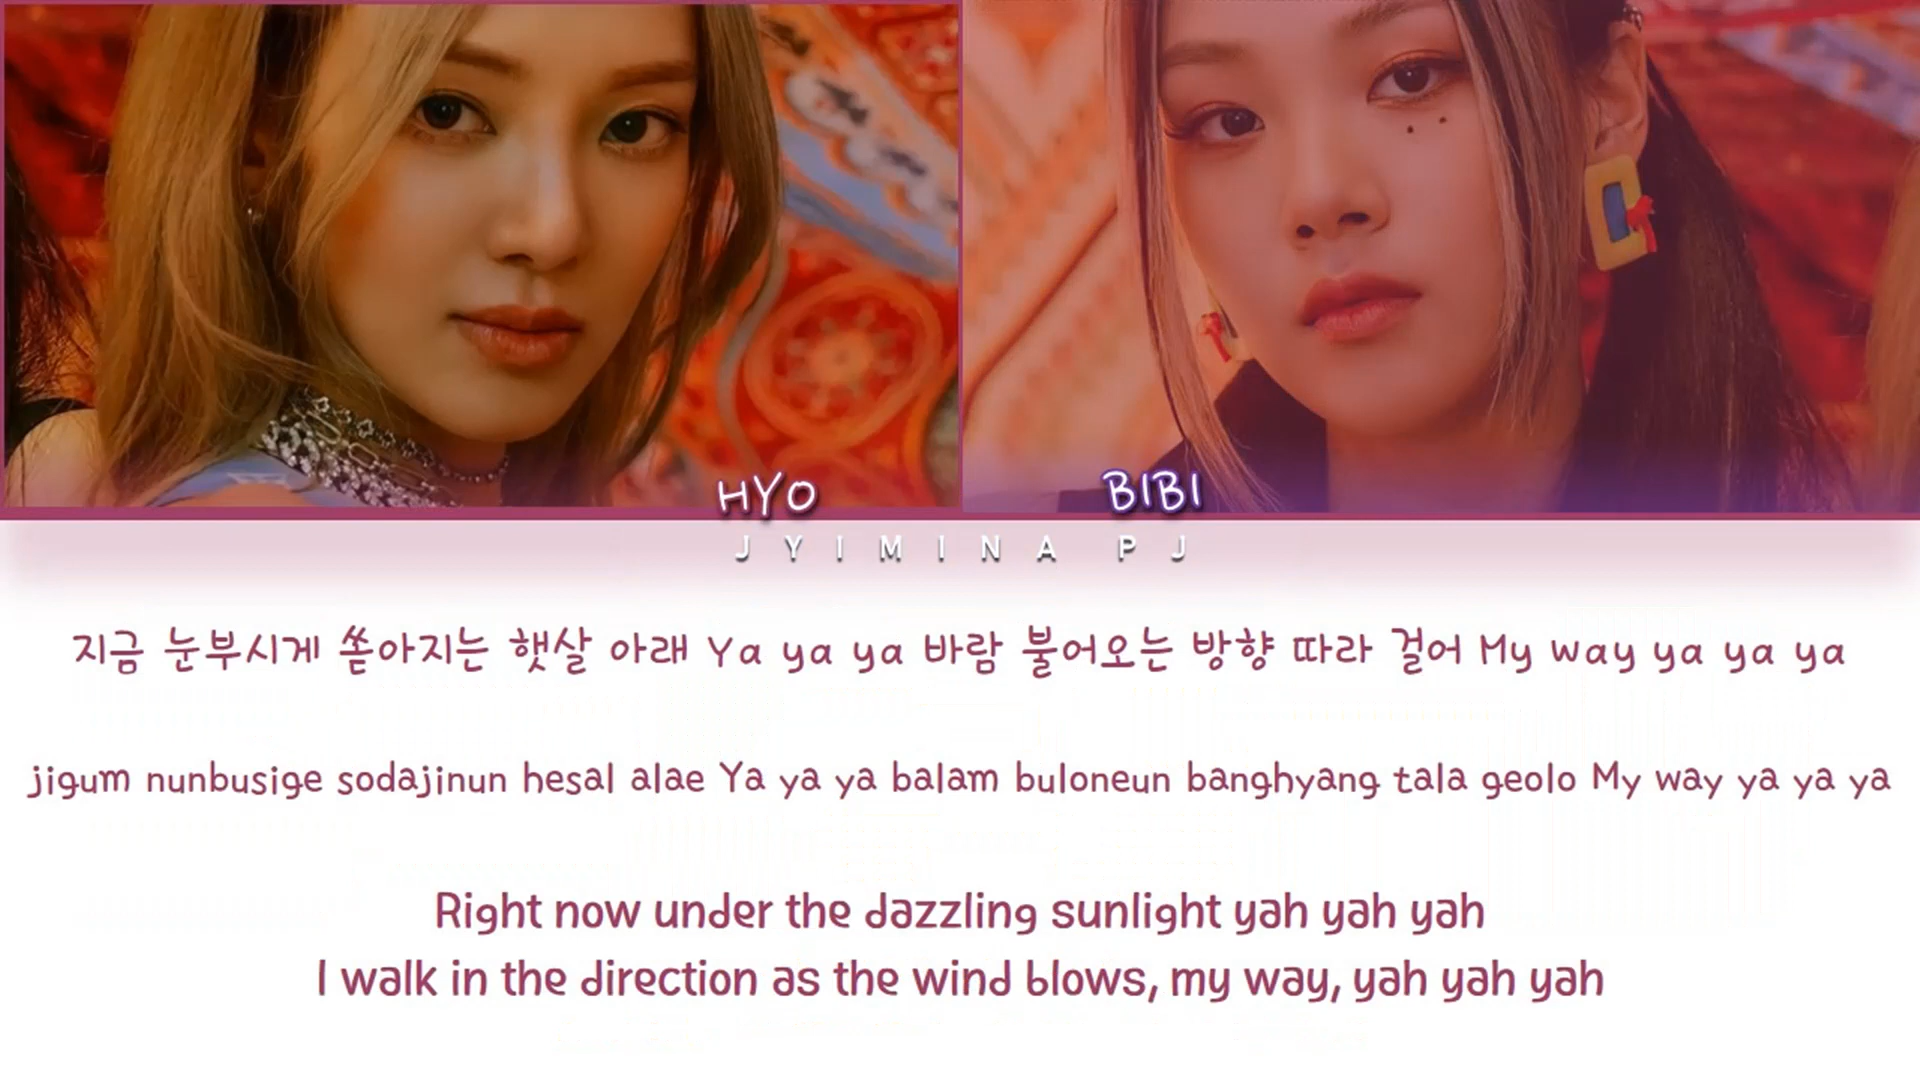 HYO
BIBI
JYIMINA PJ
지금 눈부시게 쏟아지는 햇살 아래 Ya ya ya 바람 불어오는 방향 따라 걸어 My way ya ya ya
jigum nunbusige sodajinun hesal alae Ya ya ya balam buloneun banghyang tala geolo My way ya ya ya
Right now under the dazzling sunlight yah yah yah
I walk in the direction as the wind blows, my way, yah yah yah